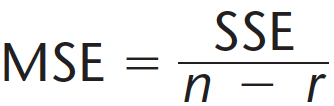 MSE = SSE / n − r